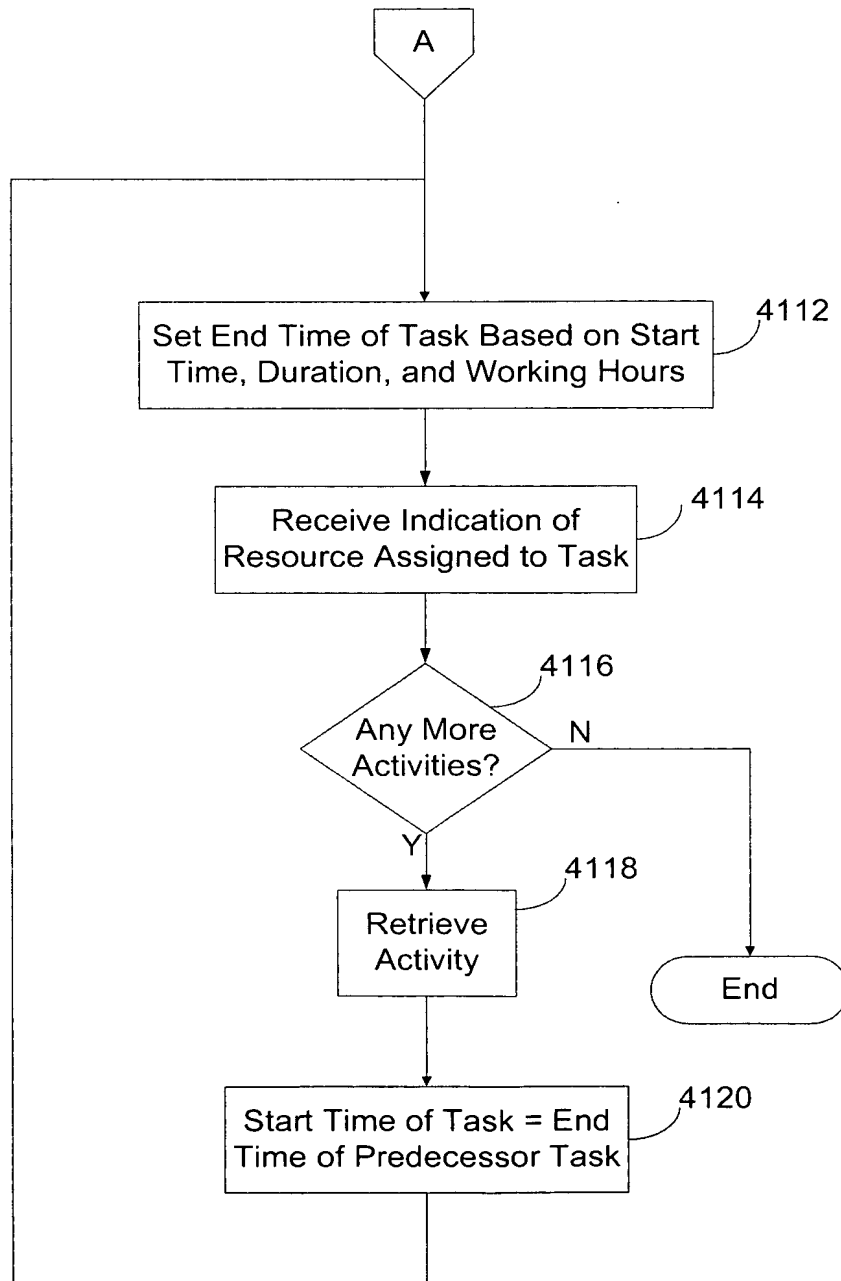 A
4112
Set End Time of Task Based on Start
Time, Duration, and Working Hours
4114
Receive Indication of
Resource Assigned to Task
4116
Any More
Activities?
N
Y
4118
Retrieve
Activity
End
4120
Start Time of Task = End
Time of Predecessor Task